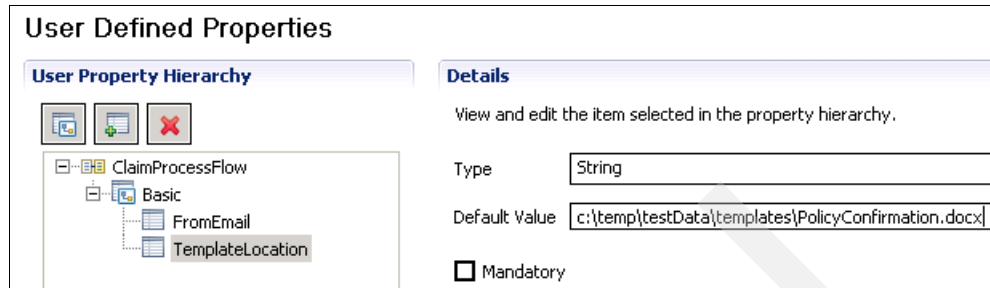 User Defined Properties
User Property Hierarchy
ClaimProcessFlow
Basic
FromEmail
TemplateLocation
Details
View and edit the item selected in the property hierarchy.
Type String
Default Value c:\temp\testData\templates\PolicyConfirmation.docx
Mandatory